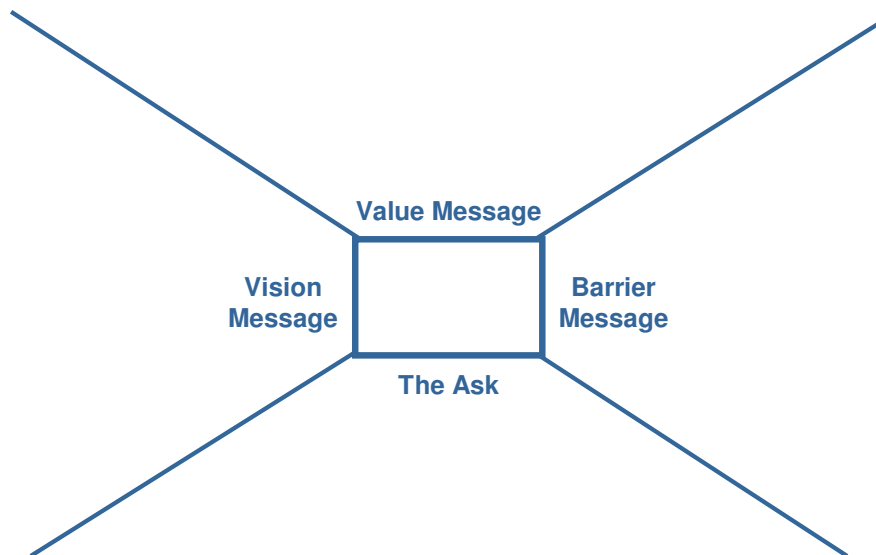 Value Message
Vision
Message
Barrier
Message
The Ask